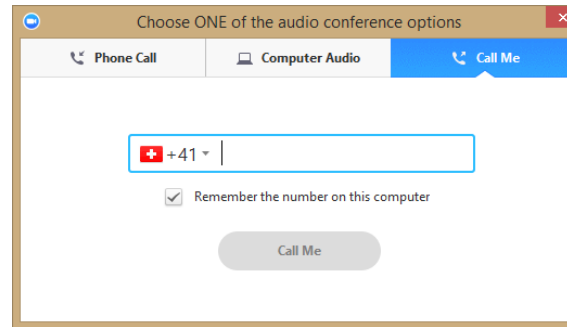 Choose ONE of the audio conference options
Phone Call
Computer Audio
Call Me
+41
Remember the number on this computer
Call Me